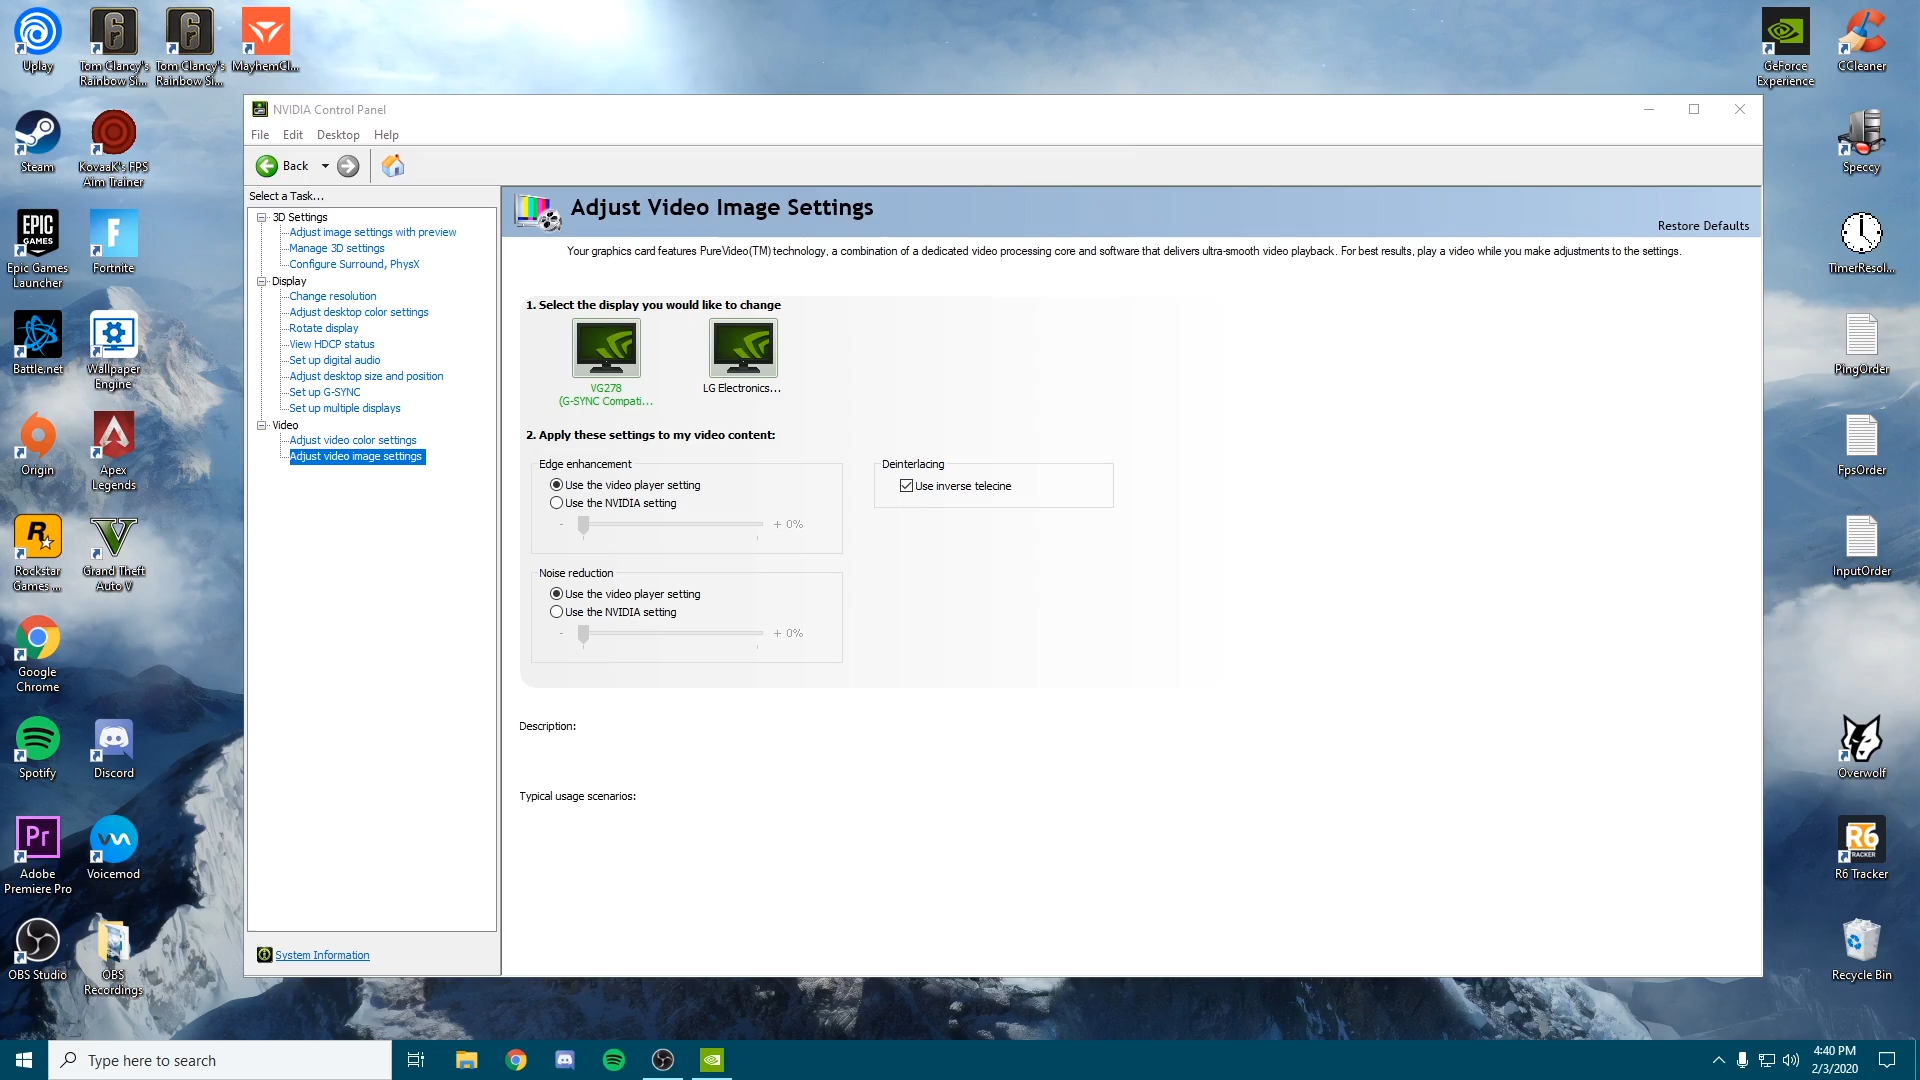 Uplay
Tom Clancy's
Rainbow Si...
Tom Clancy's
Rainbow Si...
MayhemCl...
GeForce
Experience
CCleaner
Steam
KovaaK's FPS
Aim Trainer
Speccy
EPIC
GAMES
Epic Games
Launcher
Fortnite
TimerResol...
Battle.net
Wallpaper
Engine
PingOrder
Origin
Apex
Legends
FpsOrder
Rockstar
Games ...
Grand Theft
Auto V
InputOrder
Google
Chrome
Spotify
Discord
Overwolf
Pr
Adobe
Premiere Pro
Voicemod
R6
TRACKER
R6 Tracker
OBS Studio
OBS
Recordings
Recycle Bin
NVIDIA Control Panel
File Edit Desktop Help
Back
Select a Task...
3D Settings
Adjust image settings with preview
Manage 3D settings
Configure Surround, PhysX
Display
Change resolution
Adjust desktop color settings
Rotate display
View HDCP status
Set up digital audio
Adjust desktop size and position
Set up G-SYNC
Set up multiple displays
Video
Adjust video color settings
Adjust video image settings
System Information
Adjust Video Image Settings
Restore Defaults
Your graphics card features PureVideo(TM) technology, a combination of a dedicated video processing core and software that delivers ultra-smooth video playback. For best results, play a video while you make adjustments to the settings.
1. Select the display you would like to change
VG278
(G-SYNC Compati...
LG Electronics...
2. Apply these settings to my video content:
Edge enhancement
Use the video player setting
Use the NVIDIA setting
- + 0%
Deinterlacing
Use inverse telecine
Noise reduction
Use the video player setting
Use the NVIDIA setting
- + 0%
Description:
Typical usage scenarios:
Type here to search
4:40 PM
2/3/2020